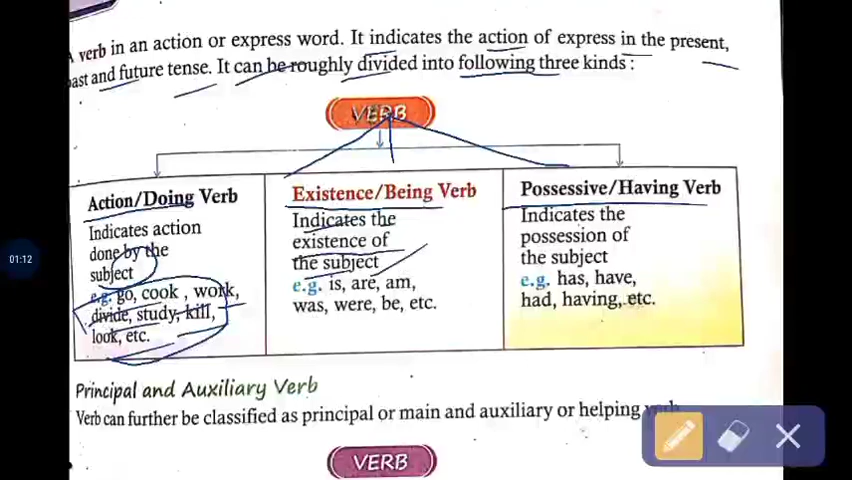 A verb in an action or express word. It indicates the action of express in the present,
past and future tense. It can be roughly divided into following three kinds :
VERB
Action/Doing Verb
Indicates action
done by the
subject
e.g. go, cook , work,
divide, study, kill,
look, etc.
Existence/Being Verb
Indicates the
existence of
the subject
e.g. is, are, am,
was, were, be, etc.
Possessive/Having Verb
Indicates the
possession of
the subject
e.g. has, have,
had, having, etc.
01:12
Principal and Auxiliary Verb
Verb can further be classified as principal or main and auxiliary or helping verb
VERB